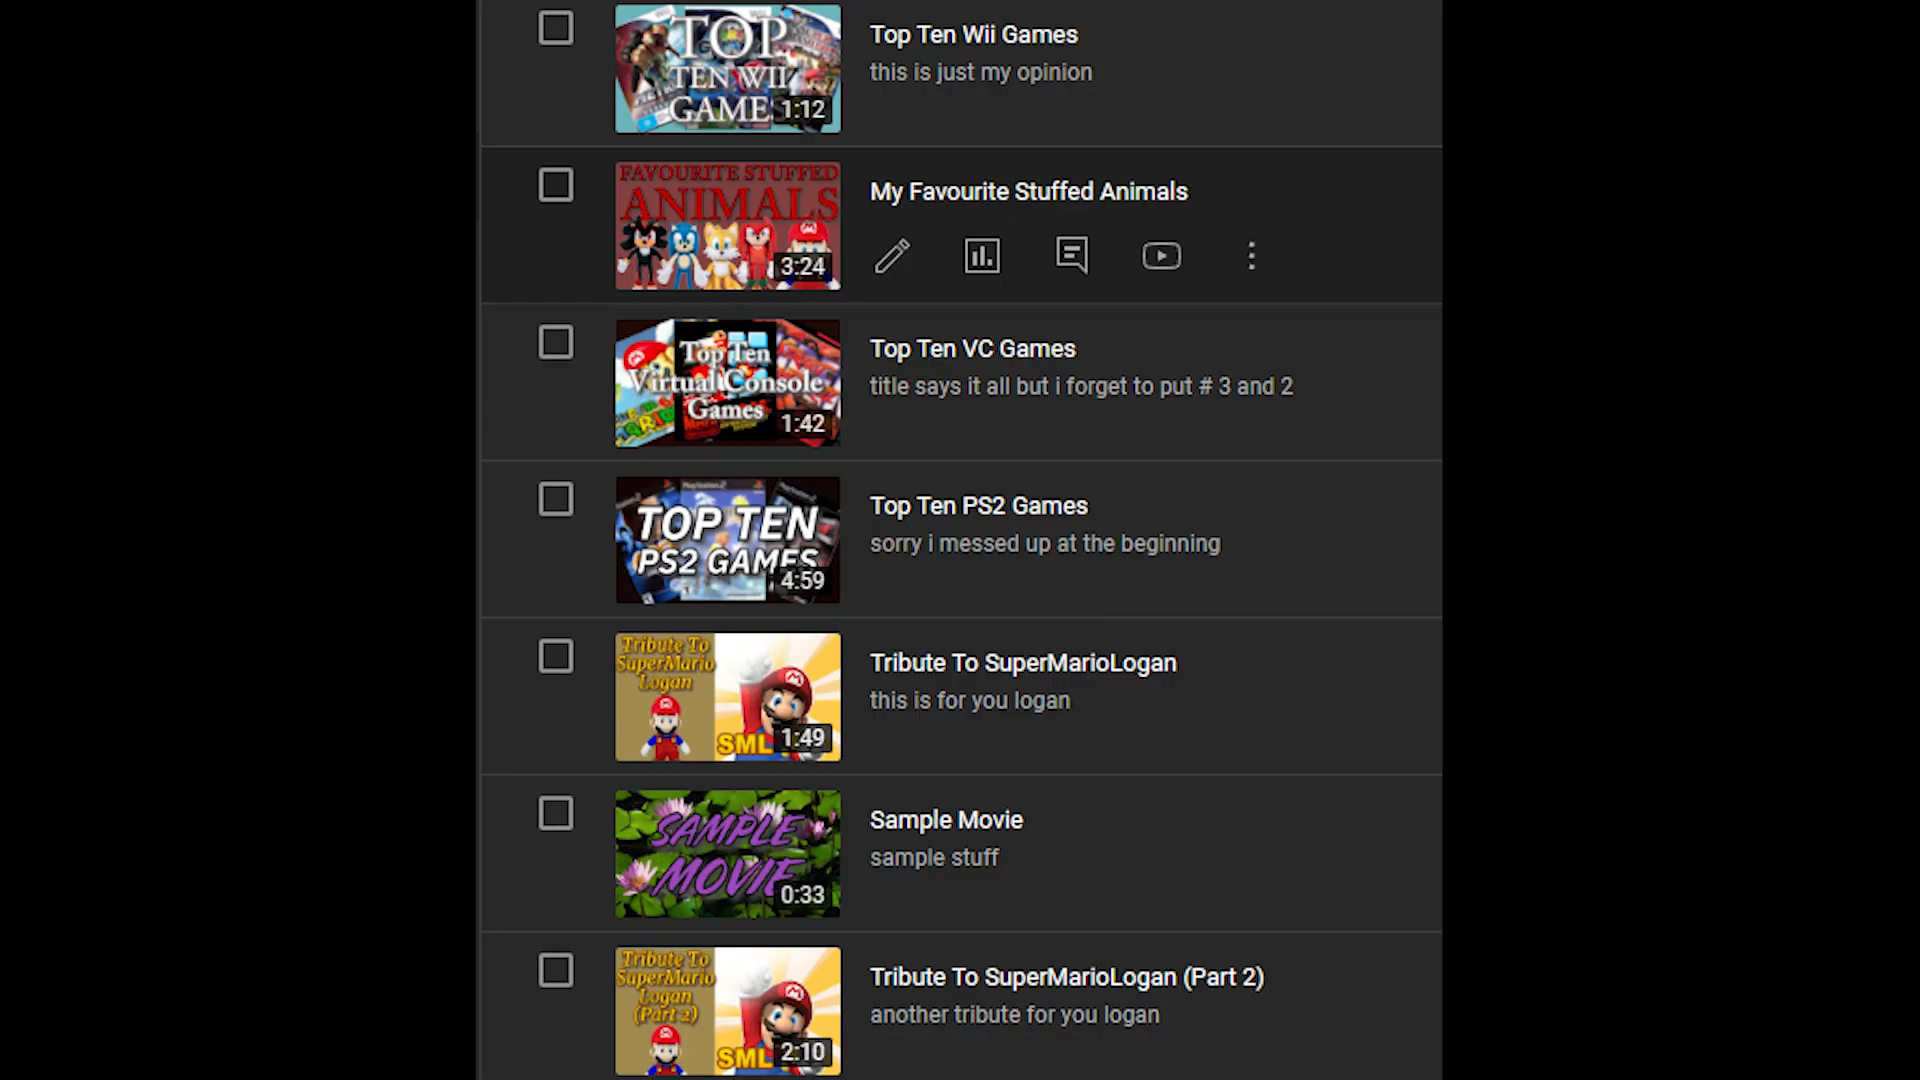 TOP
TEN WII
GAME
1:12
Top Ten Wii Games
this is just my opinion
FAVOURITE STUFFED
ANIMALS
3:24
My Favourite Stuffed Animals
Top Ten
Virtual Console
Games
1:42
Top Ten VC Games
title says it all but i forget to put # 3 and 2
PlayStation 2
TOP TEN
PS2 GAMES
4:59
Top Ten PS2 Games
sorry i messed up at the beginning
Tribute To
SuperMario
Logan
SML
1:49
Tribute To SuperMarioLogan
this is for you logan
SAMPLE
MOVIE
0:33
Sample Movie
sample stuff
Tribute To
SuperMario
Logan
(Part 2)
SML
2:10
Tribute To SuperMarioLogan (Part 2)
another tribute for you logan